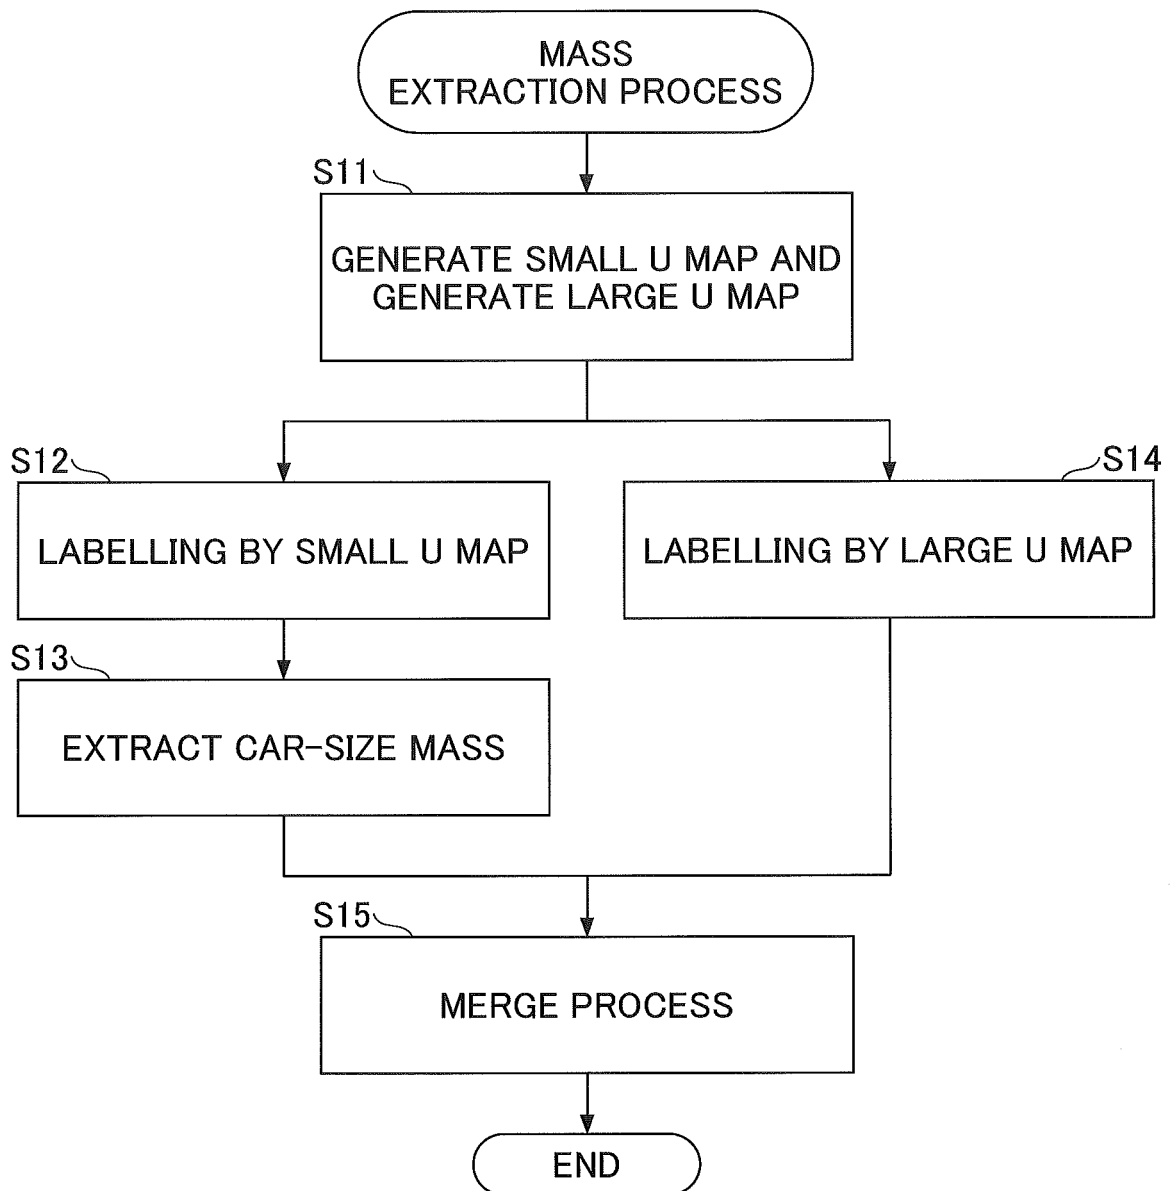 MASS
EXTRACTION PROCESS
S11
GENERATE SMALL U MAP AND
GENERATE LARGE U MAP
S12
LABELLING BY SMALL U MAP
S14
LABELLING BY LARGE U MAP
S13
EXTRACT CAR-SIZE MASS
S15
MERGE PROCESS
END